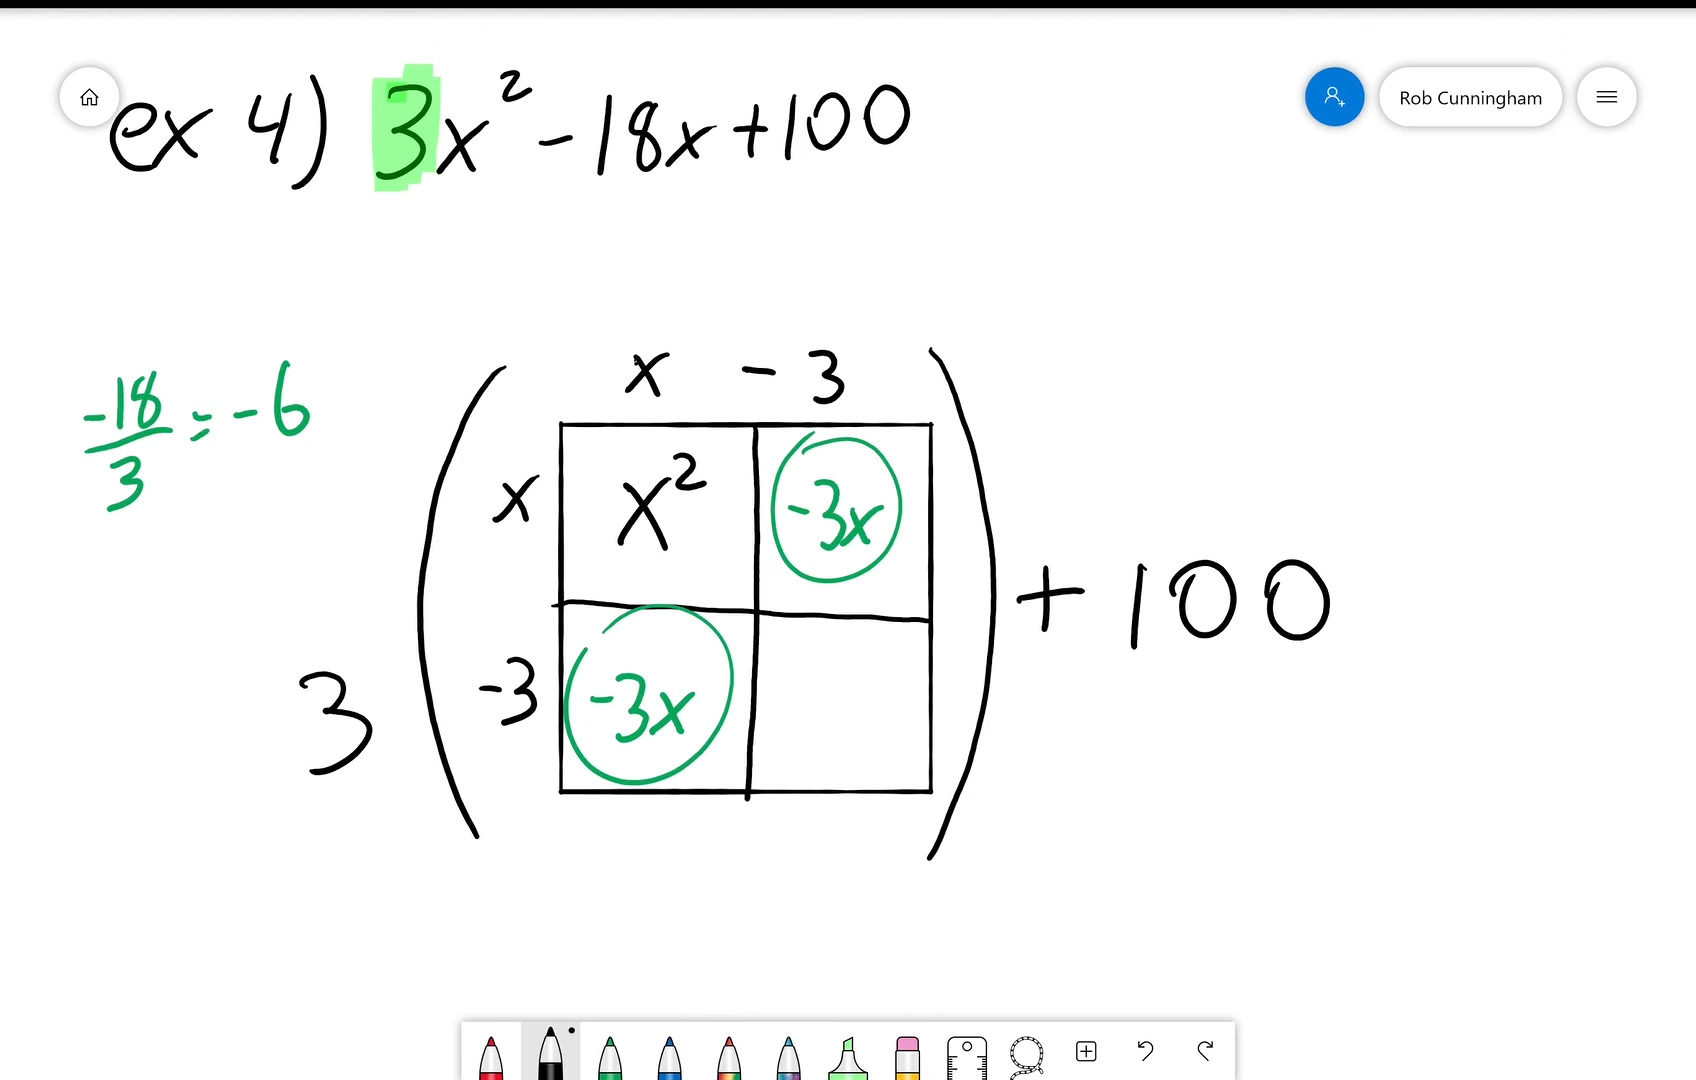 ex 4) 3x² - 18x + 100
Rob Cunningham
x - 3
-18/3 = -6
x x² -3x
+ 100
3 -3 -3x